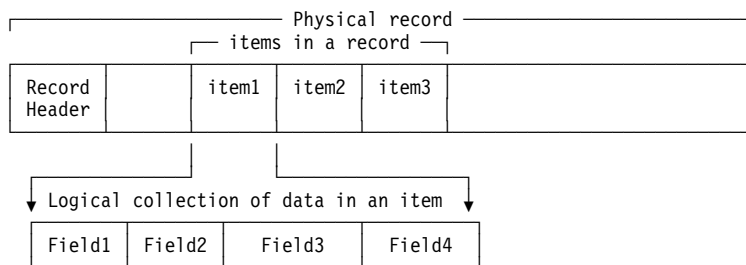 Physical record
items in a record
Record item1 item2 item3
Header
Logical collection of data in an item
Field1 Field2 Field3 Field4